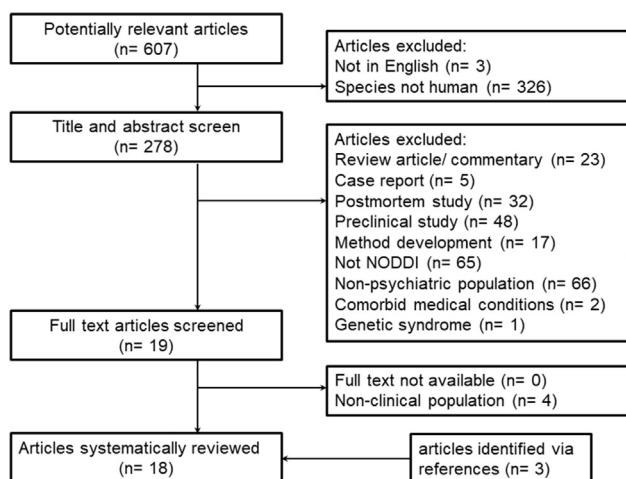 Potentially relevant articles
(n= 607)
Articles excluded:
Not in English (n= 3)
Species not human (n= 326)
Title and abstract screen
(n= 278)
Articles excluded:
Review article/ commentary (n= 23)
Case report (n= 5)
Postmortem study (n= 32)
Preclinical study (n= 48)
Method development (n= 17)
Not NODDI (n= 65)
Non-psychiatric population (n= 66)
Comorbid medical conditions (n= 2)
Genetic syndrome (n= 1)
Full text articles screened
(n= 19)
Full text not available (n= 0)
Non-clinical population (n= 4)
Articles systematically reviewed
(n= 18)
articles identified via
references (n= 3)